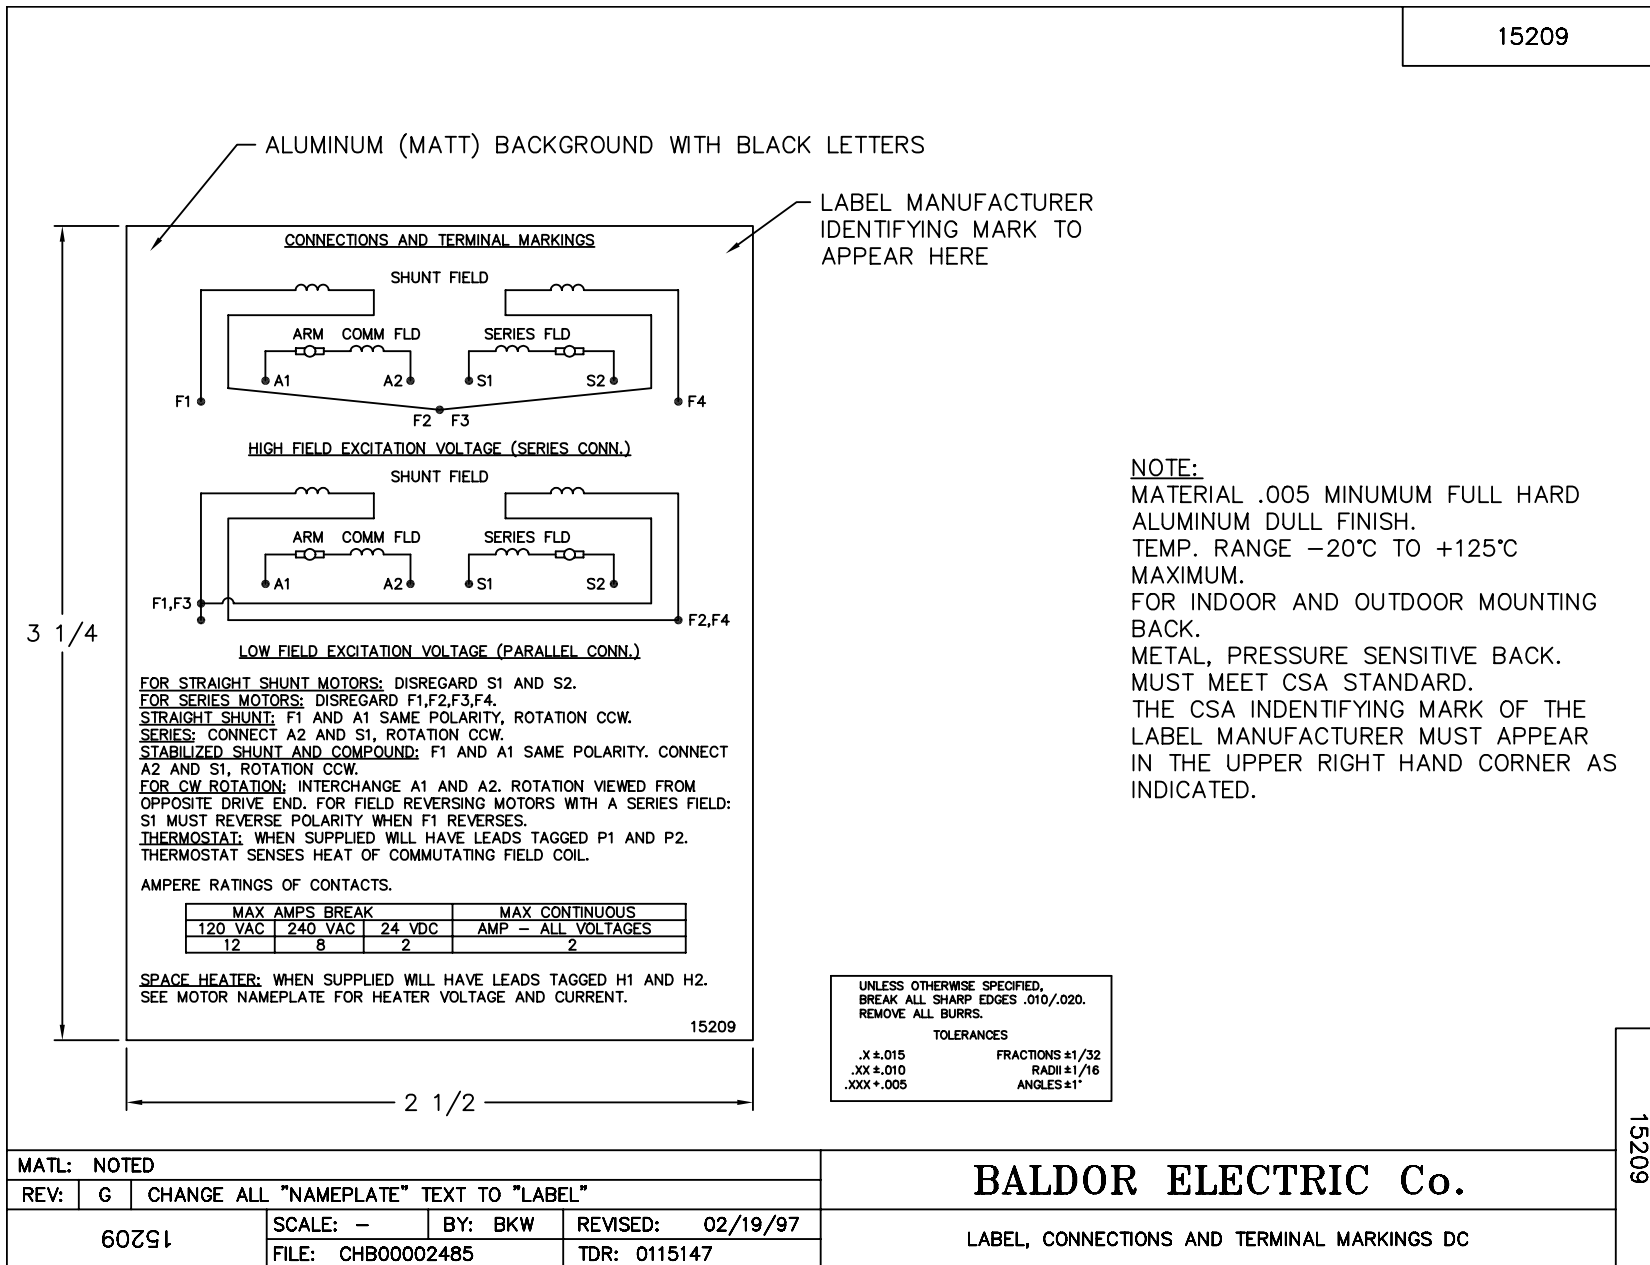 15209
ALUMINUM (MATT) BACKGROUND WITH BLACK LETTERS
LABEL MANUFACTURER
IDENTIFYING MARK TO
APPEAR HERE
CONNECTIONS AND TERMINAL MARKINGS
SHUNT FIELD
ARM COMM FLD SERIES FLD
A1 A2 S1 S2
F1 F4
F2 F3
HIGH FIELD EXCITATION VOLTAGE (SERIES CONN.)
SHUNT FIELD
ARM COMM FLD SERIES FLD
A1 A2 S1 S2
F1,F3
F2,F4
LOW FIELD EXCITATION VOLTAGE (PARALLEL CONN.)
FOR STRAIGHT SHUNT MOTORS: DISREGARD S1 AND S2.
FOR SERIES MOTORS: DISREGARD F1,F2,F3,F4.
STRAIGHT SHUNT: F1 AND A1 SAME POLARITY, ROTATION CCW.
SERIES: CONNECT A2 AND S1, ROTATION CCW.
STABILIZED SHUNT AND COMPOUND: F1 AND A1 SAME POLARITY. CONNECT
A2 AND S1, ROTATION CCW.
FOR CW ROTATION: INTERCHANGE A1 AND A2. ROTATION VIEWED FROM
OPPOSITE DRIVE END. FOR FIELD REVERSING MOTORS WITH A SERIES FIELD:
S1 MUST REVERSE POLARITY WHEN F1 REVERSES.
THERMOSTAT: WHEN SUPPLIED WILL HAVE LEADS TAGGED P1 AND P2.
THERMOSTAT SENSES HEAT OF COMMUTATING FIELD COIL.
AMPERE RATINGS OF CONTACTS.
MAX AMPS BREAK MAX CONTINUOUS
120 VAC 240 VAC 24 VDC AMP – ALL VOLTAGES
12 8 2 2
SPACE HEATER: WHEN SUPPLIED WILL HAVE LEADS TAGGED H1 AND H2.
SEE MOTOR NAMEPLATE FOR HEATER VOLTAGE AND CURRENT.
15209
3 1/4
2 1/2
NOTE:
MATERIAL .005 MINUMUM FULL HARD
ALUMINUM DULL FINISH.
TEMP. RANGE −20°C TO +125°C
MAXIMUM.
FOR INDOOR AND OUTDOOR MOUNTING
BACK.
METAL, PRESSURE SENSITIVE BACK.
MUST MEET CSA STANDARD.
THE CSA INDENTIFYING MARK OF THE
LABEL MANUFACTURER MUST APPEAR
IN THE UPPER RIGHT HAND CORNER AS
INDICATED.
UNLESS OTHERWISE SPECIFIED,
BREAK ALL SHARP EDGES .010/.020.
REMOVE ALL BURRS.
TOLERANCES
.X ±.015 FRACTIONS ±1/32
.XX ±.010 RADII ±1/16
.XXX +.005 ANGLES ±1°
15209
MATL: NOTED
REV: G CHANGE ALL "NAMEPLATE" TEXT TO "LABEL"
15209
SCALE: – BY: BKW REVISED: 02/19/97
FILE: CHB00002485 TDR: 0115147
BALDOR ELECTRIC Co.
LABEL, CONNECTIONS AND TERMINAL MARKINGS DC